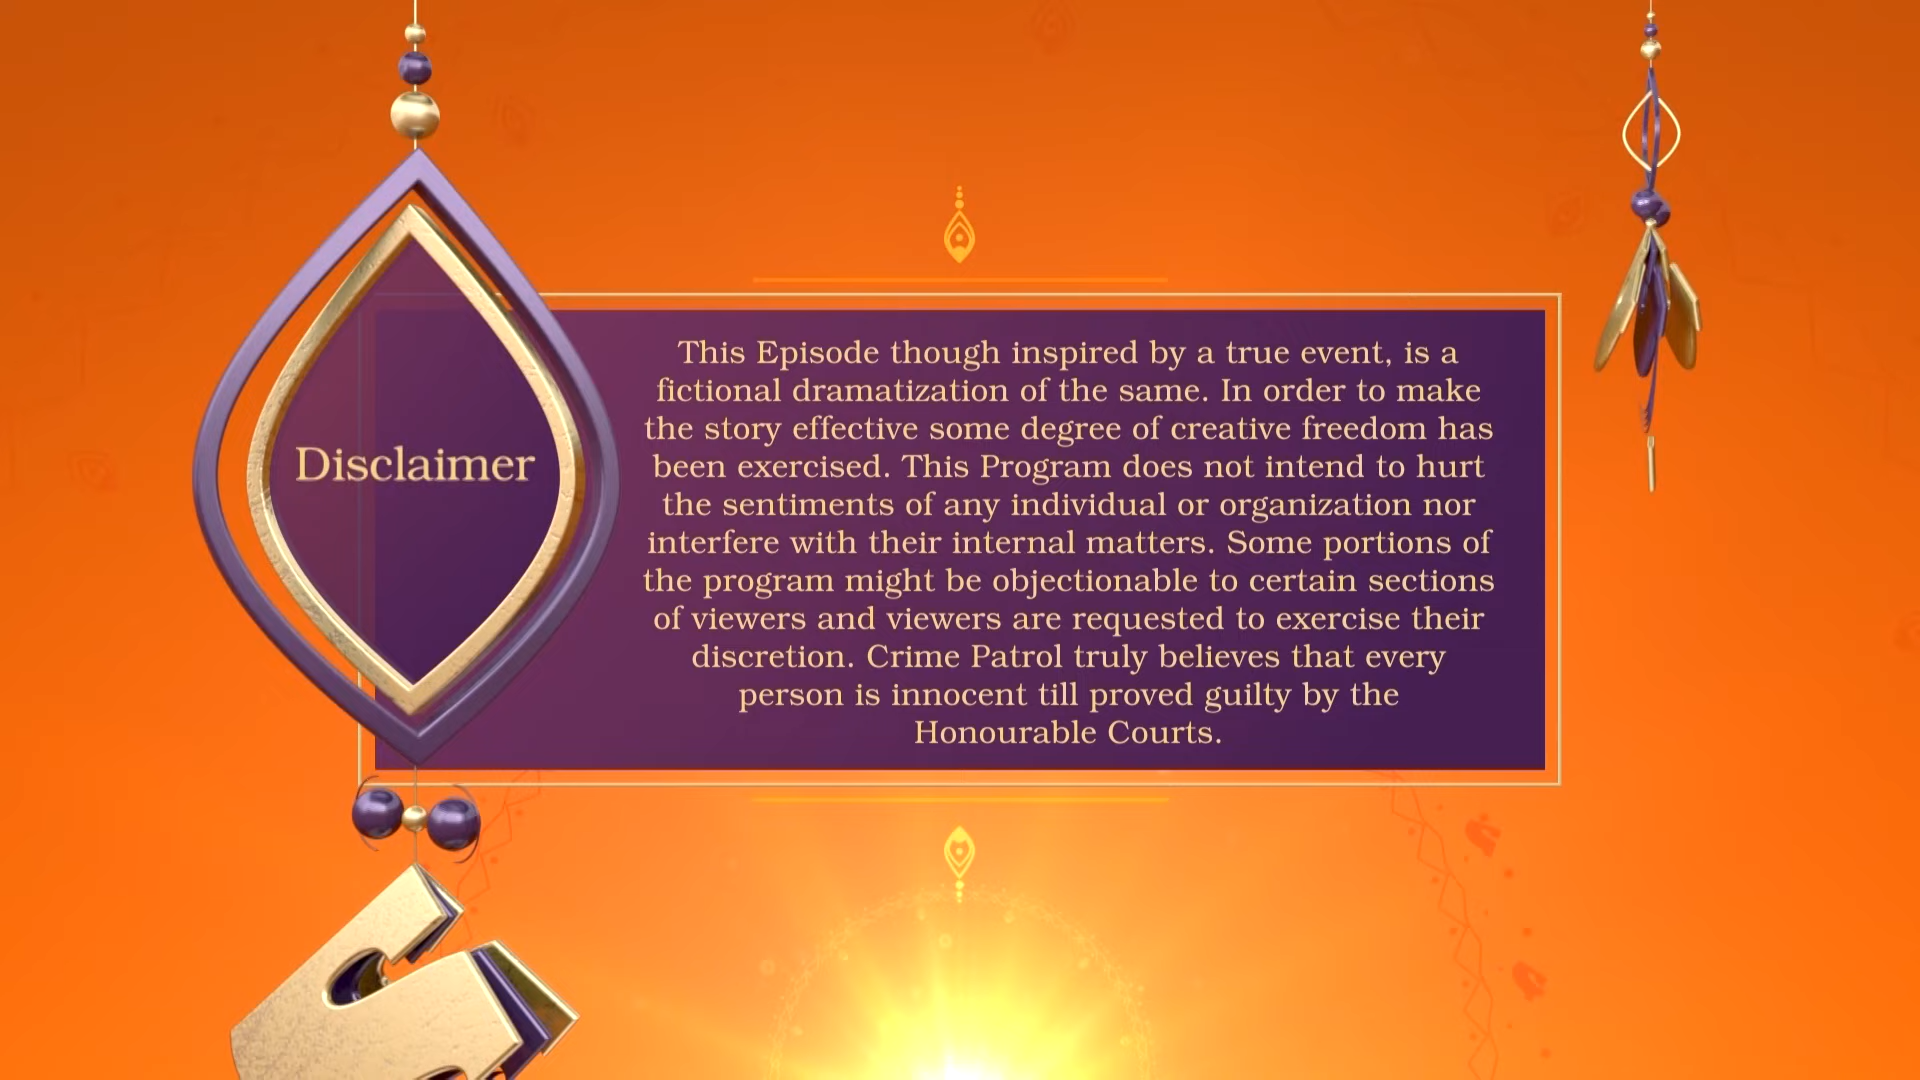 Disclaimer
This Episode though inspired by a true event, is a
fictional dramatization of the same. In order to make
the story effective some degree of creative freedom has
been exercised. This Program does not intend to hurt
the sentiments of any individual or organization nor
interfere with their internal matters. Some portions of
the program might be objectionable to certain sections
of viewers and viewers are requested to exercise their
discretion. Crime Patrol truly believes that every
person is innocent till proved guilty by the
Honourable Courts.